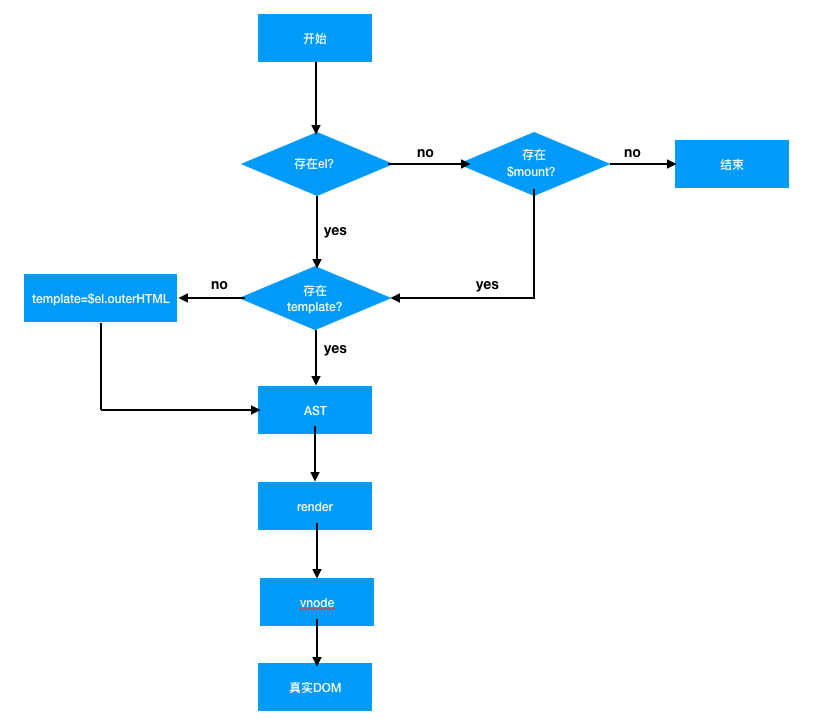 开始
存在el?
no
存在
$mount?
no
结束
yes
template=$el.outerHTML
no
存在
template?
yes
yes
AST
render
vnode
真实DOM